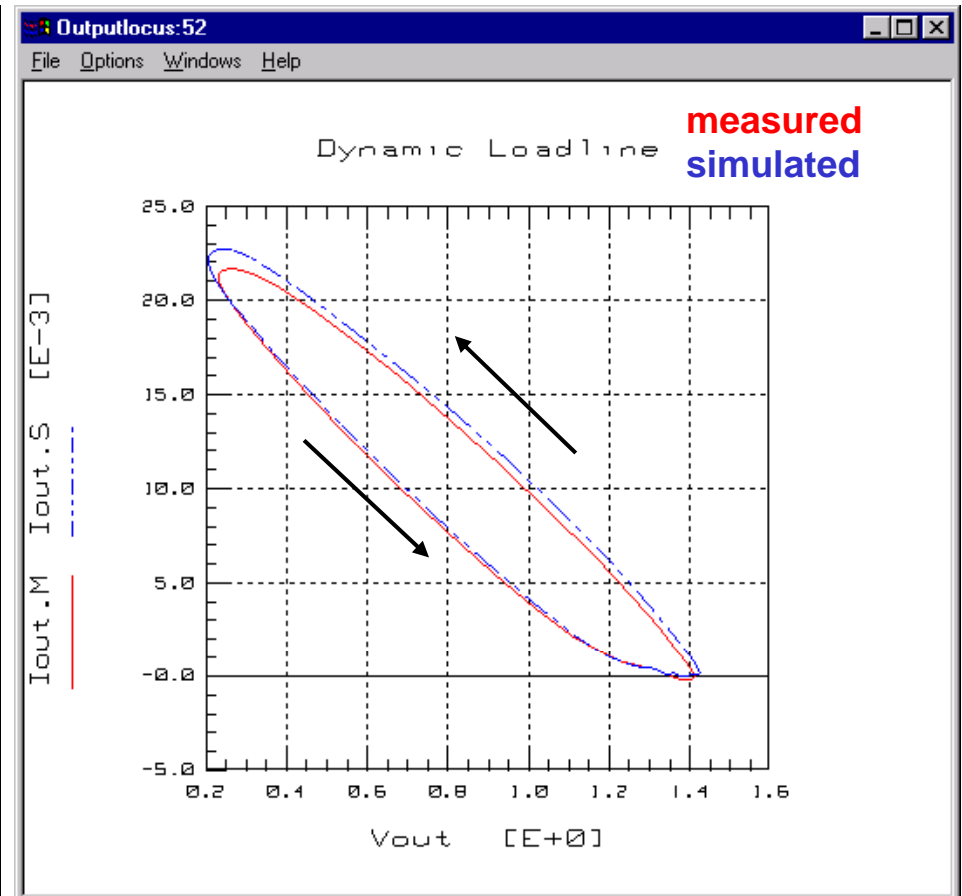 Outputlocus:52
File Options Windows Help
measured
simulated
Dynamic Loadline
25.0
20.0
15.0
10.0
5.0
-0.0
-5.0
0.2 0.4 0.6 0.8 1.0 1.2 1.4 1.6
Vout [E+0]
Iout.M Iout.S [E-3]